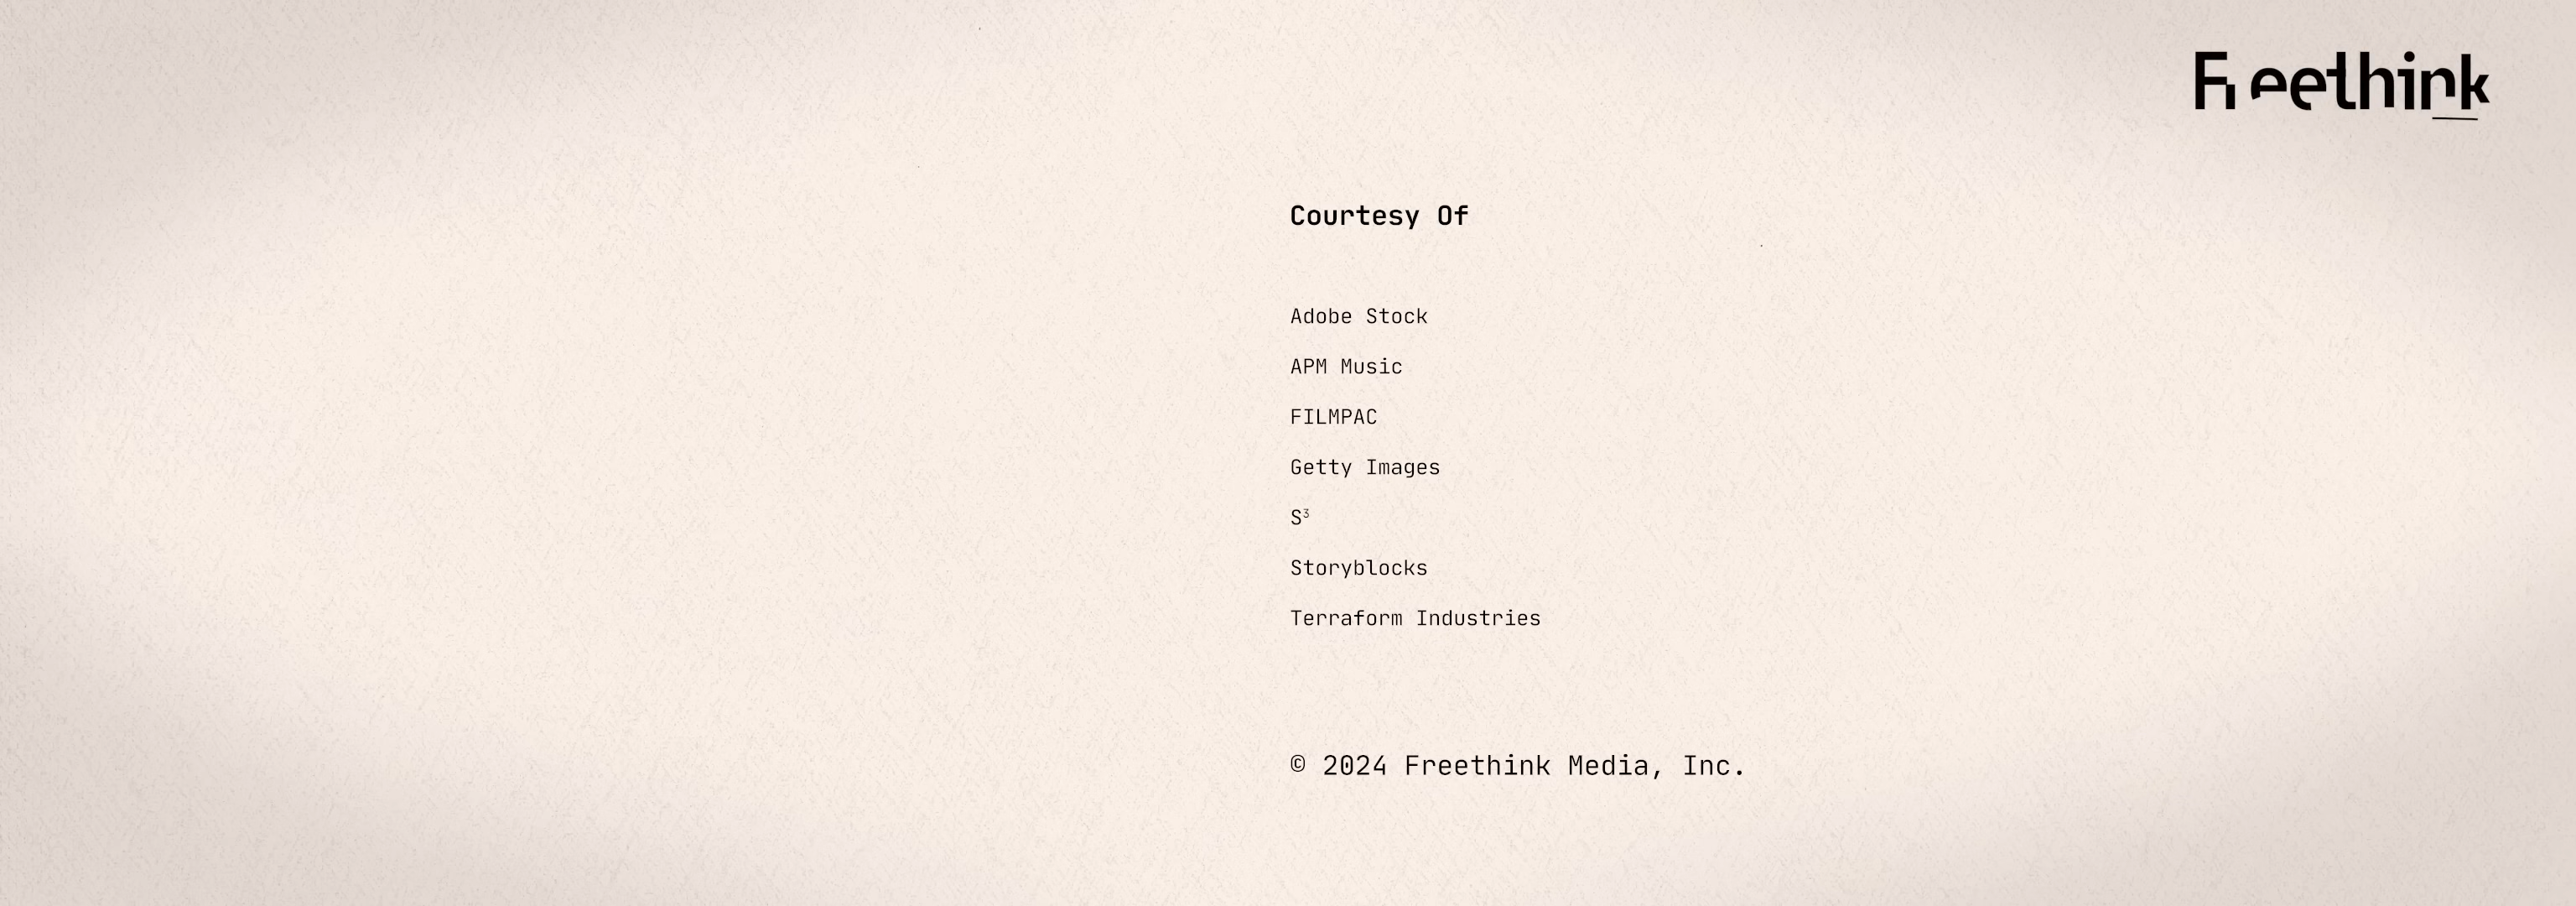 Freethink
Courtesy Of
Adobe Stock
APM Music
FILMPAC
Getty Images
S³
Storyblocks
Terraform Industries
© 2024 Freethink Media, Inc.